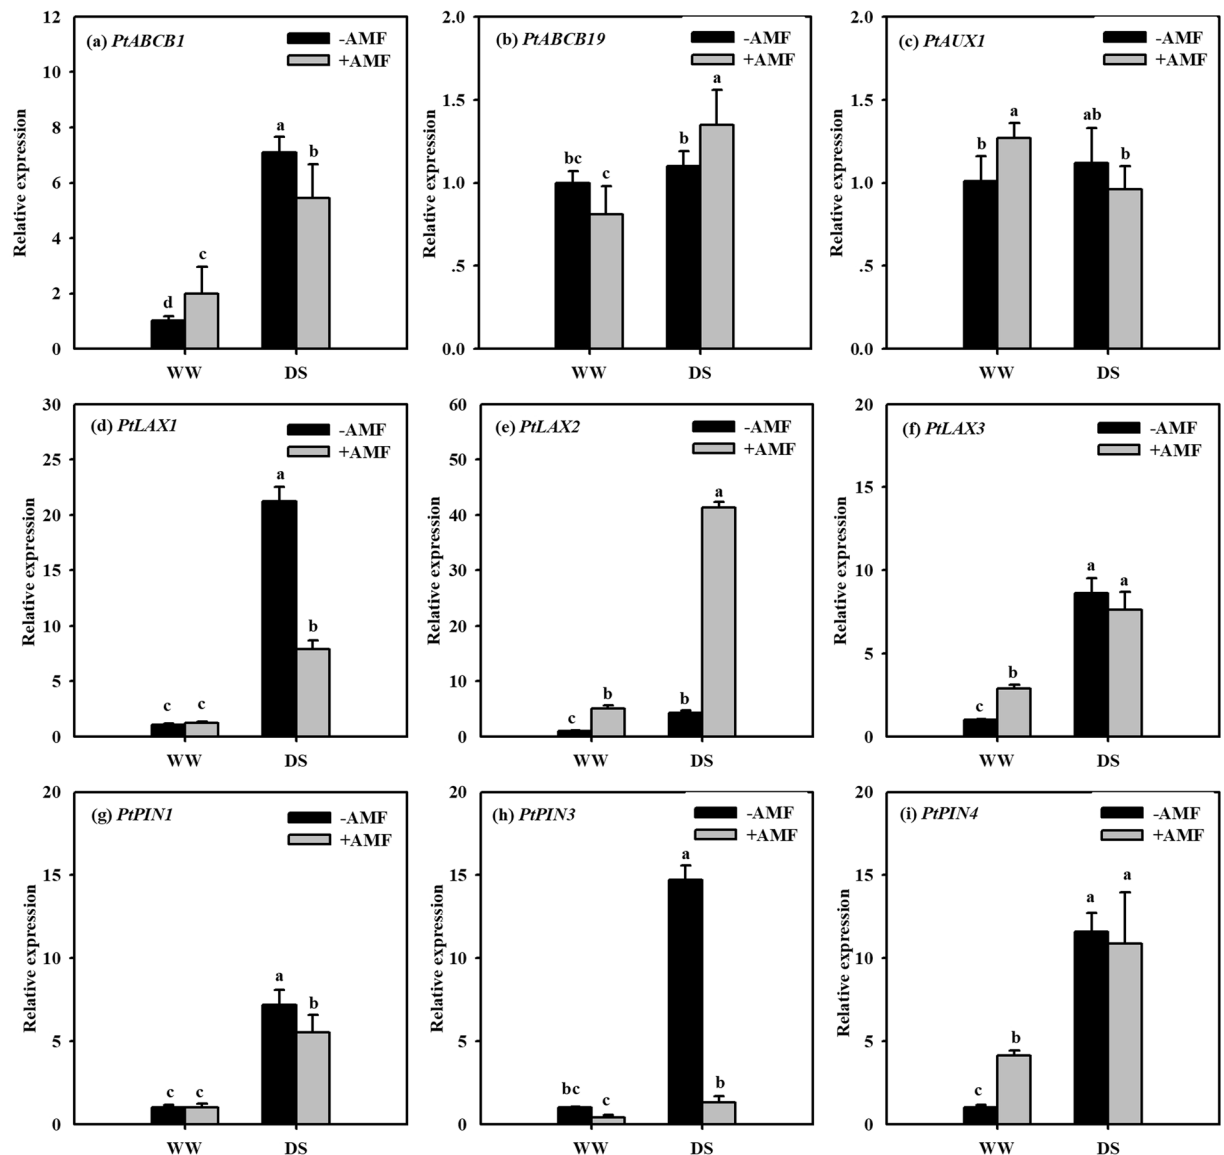 (a) PtABCB1
-AMF
+AMF
Relative expression
12
10
8
6
4
2
0
d
c
a
b
WW
DS
(b) PtABCB19
-AMF
+AMF
Relative expression
2.0
1.5
1.0
.5
0.0
bc
c
b
a
WW
DS
(c) PtAUX1
-AMF
+AMF
Relative expression
2.0
1.5
1.0
.5
0.0
b
a
ab
b
WW
DS
(d) PtLAX1
-AMF
+AMF
Relative expression
30
25
20
15
10
5
0
c
c
a
b
WW
DS
(e) PtLAX2
-AMF
+AMF
Relative expression
60
50
40
30
20
10
0
c
b
b
a
WW
DS
(f) PtLAX3
-AMF
+AMF
Relative expression
20
15
10
5
0
c
b
a
a
WW
DS
(g) PtPIN1
-AMF
+AMF
Relative expression
20
15
10
5
0
c
c
a
b
WW
DS
(h) PtPIN3
-AMF
+AMF
Relative expression
20
15
10
5
0
bc
c
a
b
WW
DS
(i) PtPIN4
-AMF
+AMF
Relative expression
20
15
10
5
0
c
b
a
a
WW
DS